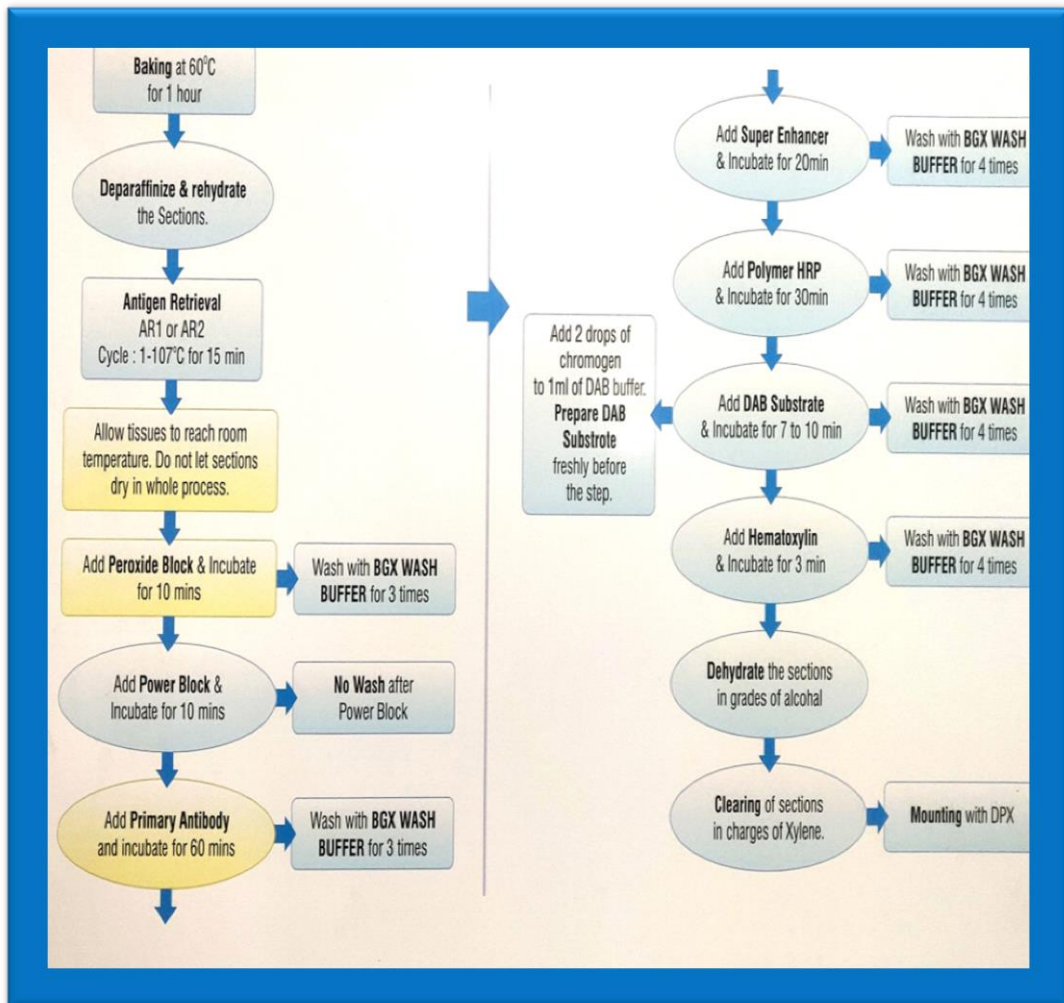 Baking at 60°C
for 1 hour
Deparaffinize & rehydrate
the Sections.
Antigen Retrieval
AR1 or AR2
Cycle : 1-107°C for 15 min
Allow tissues to reach room
temperature. Do not let sections
dry in whole process.
Add Peroxide Block & Incubate
for 10 mins
Wash with BGX WASH
BUFFER for 3 times
Add Power Block &
Incubate for 10 mins
No Wash after
Power Block
Add Primary Antibody
and incubate for 60 mins
Wash with BGX WASH
BUFFER for 3 times
Add Super Enhancer
& Incubate for 20min
Wash with BGX WASH
BUFFER for 4 times
Add Polymer HRP
& Incubate for 30min
Wash with BGX WASH
BUFFER for 4 times
Add 2 drops of
chromogen
to 1ml of DAB buffer.
Prepare DAB
Substrote
freshly before
the step.
Add DAB Substrate
& Incubate for 7 to 10 min
Wash with BGX WASH
BUFFER for 4 times
Add Hematoxylin
& Incubate for 3 min
Wash with BGX WASH
BUFFER for 4 times
Dehydrate the sections
in grades of alcohal
Clearing of sections
in charges of Xylene.
Mounting with DPX